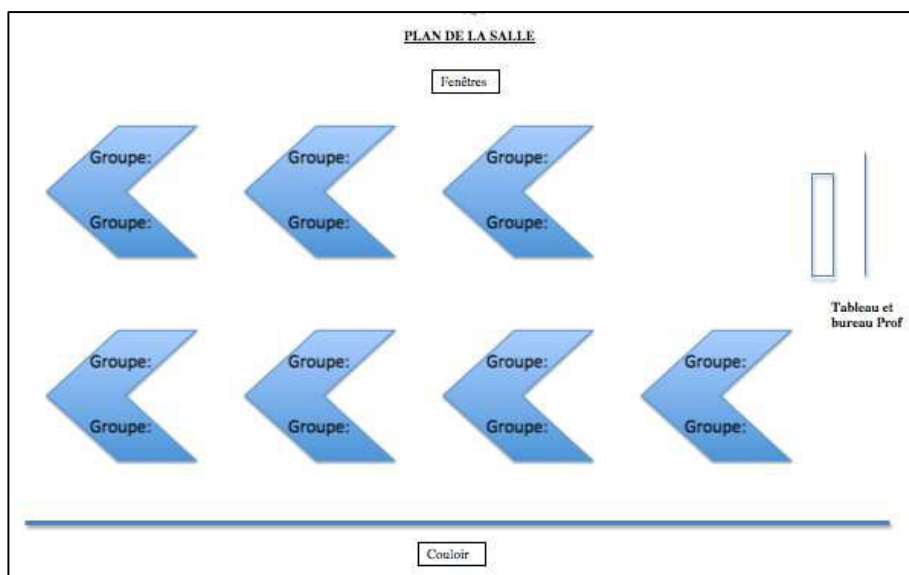 PLAN DE LA SALLE
Fenêtres
Groupe: Groupe: Groupe:
Groupe: Groupe: Groupe:
Tableau et
bureau Prof
Groupe: Groupe: Groupe: Groupe:
Groupe: Groupe: Groupe: Groupe:
Couloir